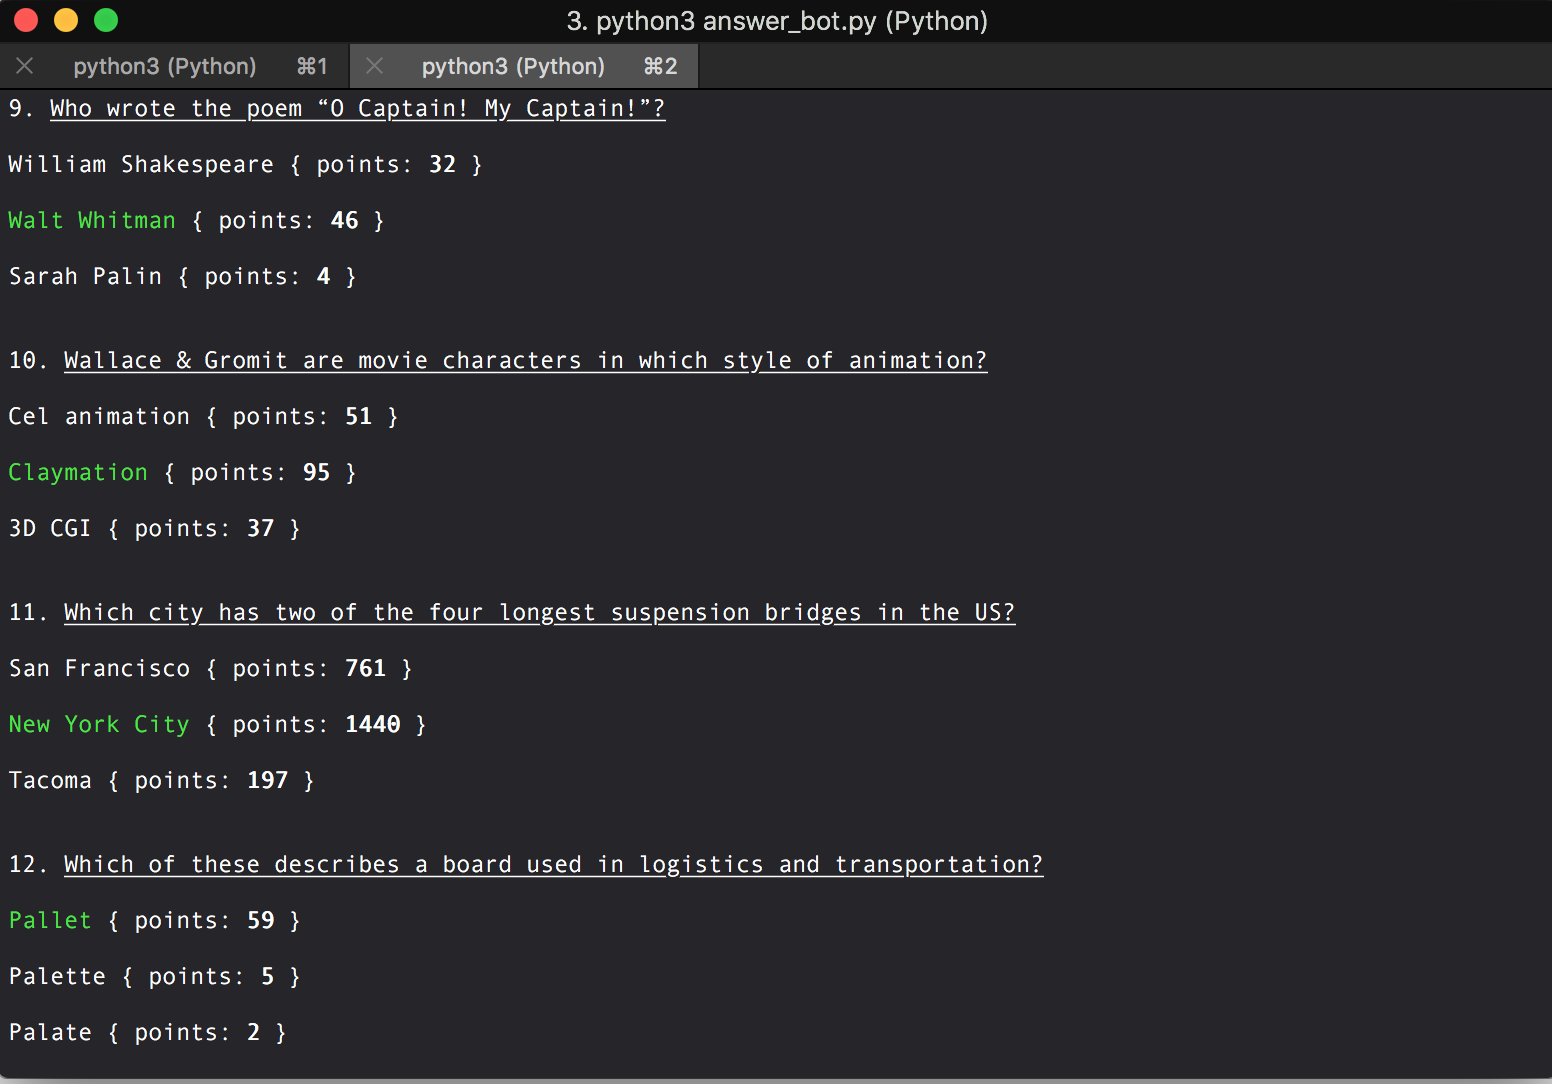 3. python3 answer_bot.py (Python)
python3 (Python) ⌘1 python3 (Python) ⌘2
9. Who wrote the poem “O Captain! My Captain!”?
William Shakespeare { points: 32 }
Walt Whitman { points: 46 }
Sarah Palin { points: 4 }
10. Wallace & Gromit are movie characters in which style of animation?
Cel animation { points: 51 }
Claymation { points: 95 }
3D CGI { points: 37 }
11. Which city has two of the four longest suspension bridges in the US?
San Francisco { points: 761 }
New York City { points: 1440 }
Tacoma { points: 197 }
12. Which of these describes a board used in logistics and transportation?
Pallet { points: 59 }
Palette { points: 5 }
Palate { points: 2 }